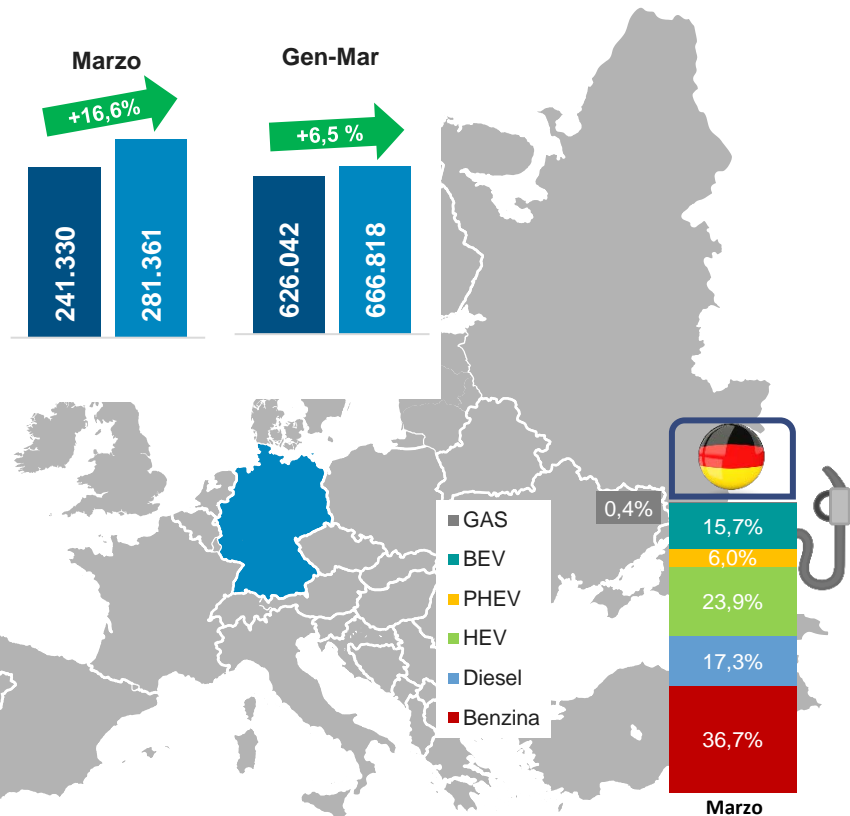 Marzo
Gen-Mar
+16,6%
+6,5 %
241.330
281.361
626.042
666.818
GAS
BEV
PHEV
HEV
Diesel
Benzina
0,4%
15,7%
6,0%
23,9%
17,3%
36,7%
Marzo